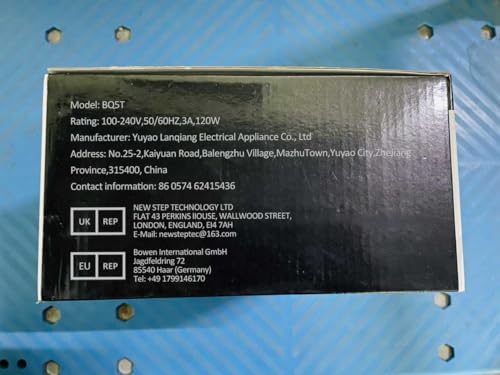 Model: BQ5T
Rating: 100-240V,50/60HZ,3A,120W
Manufacturer: Yuyao Lanqiang Electrical Appliance Co., Ltd
Address: No.25-2,Kaiyuan Road,Balengzhu Village,MazhuTown,Yuyao City,Zhejiang
Province,315400, China
Contact information: 86 0574 62415436
UK REP
NEW STEP TECHNOLOGY LTD
FLAT 43 PERKINS HOUSE, WALLWOOD STREET,
LONDON, ENGLAND, E14 7AH
E-Mail: newsteptec@163.com
EU REP
Bowen International GmbH
Jagdfeldring 72
85540 Haar (Germany)
Tel: +49 1799146170